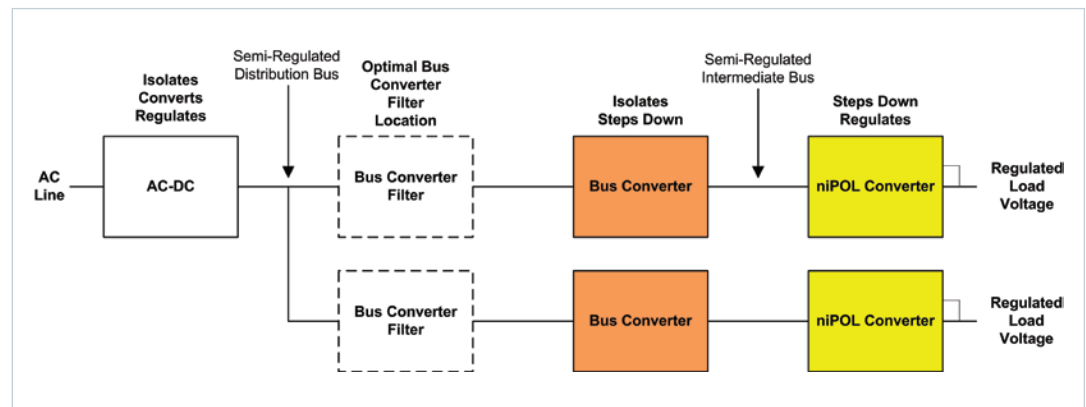 Semi-Regulated
Distribution Bus
Optimal Bus
Converter
Filter
Location
Semi-Regulated
Intermediate Bus
Isolates
Converts
Regulates
Isolates
Steps Down
Steps Down
Regulates
AC
Line
AC-DC
Bus Converter
Filter
Bus Converter
niPOL Converter
Regulated
Load
Voltage
Bus Converter
Filter
Bus Converter
niPOL Converter
Regulated
Load
Voltage